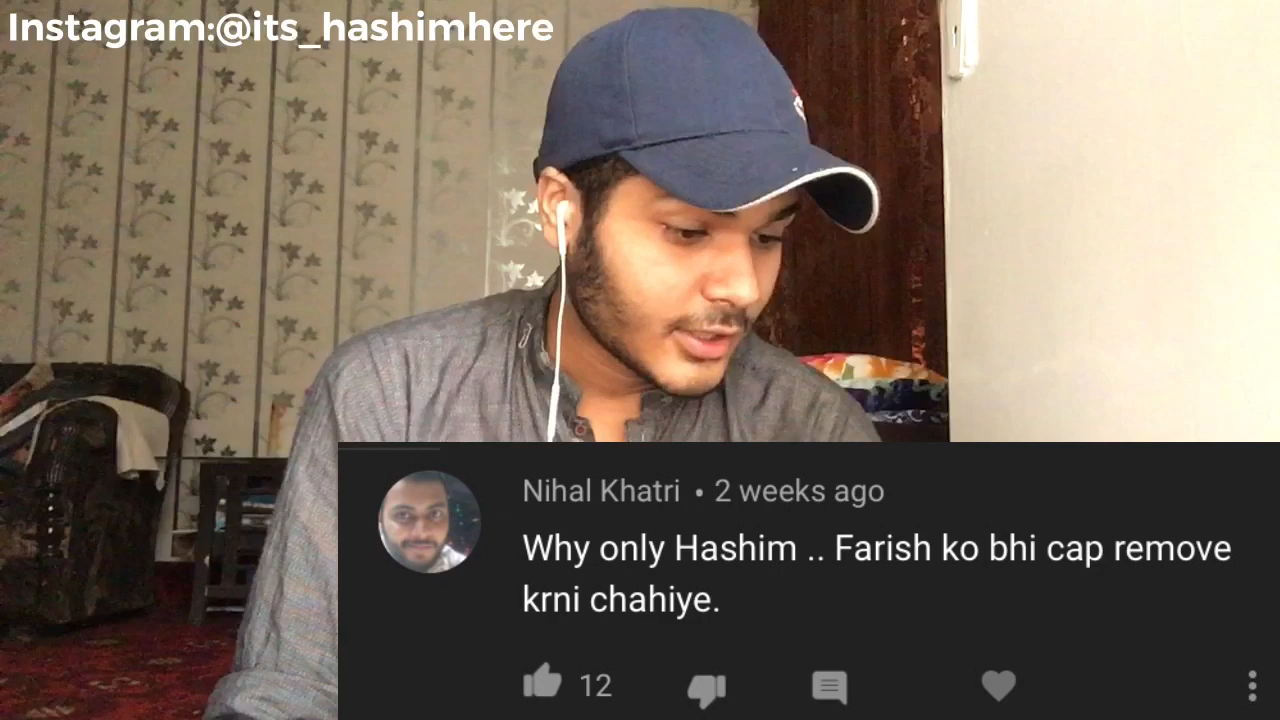 Instagram:@its_hashimhere
Nihal Khatri • 2 weeks ago
Why only Hashim .. Farish ko bhi cap remove
krni chahiye.
12